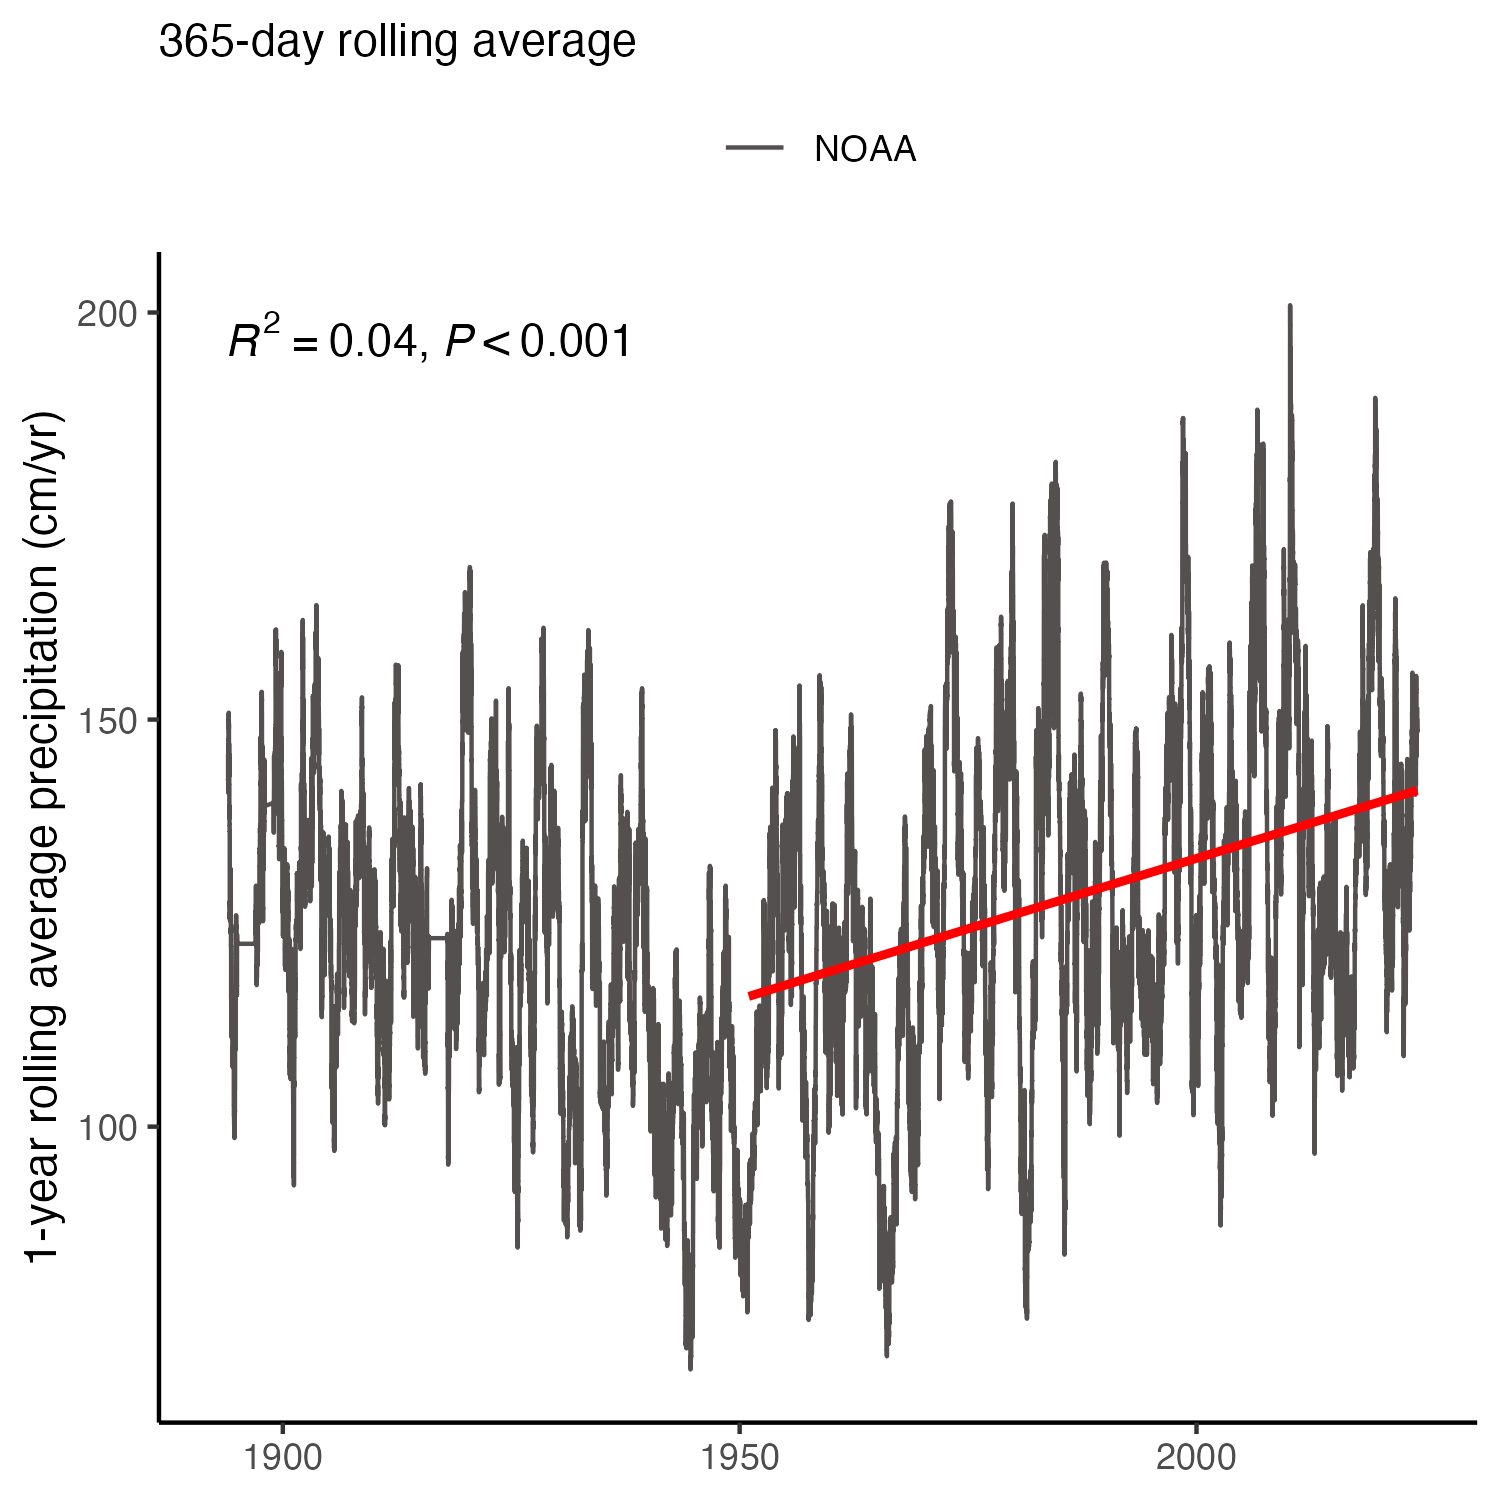 365-day rolling average
NOAA
1-year rolling average precipitation (cm/yr)
200
150
100
R² = 0.04, P < 0.001
1900
1950
2000